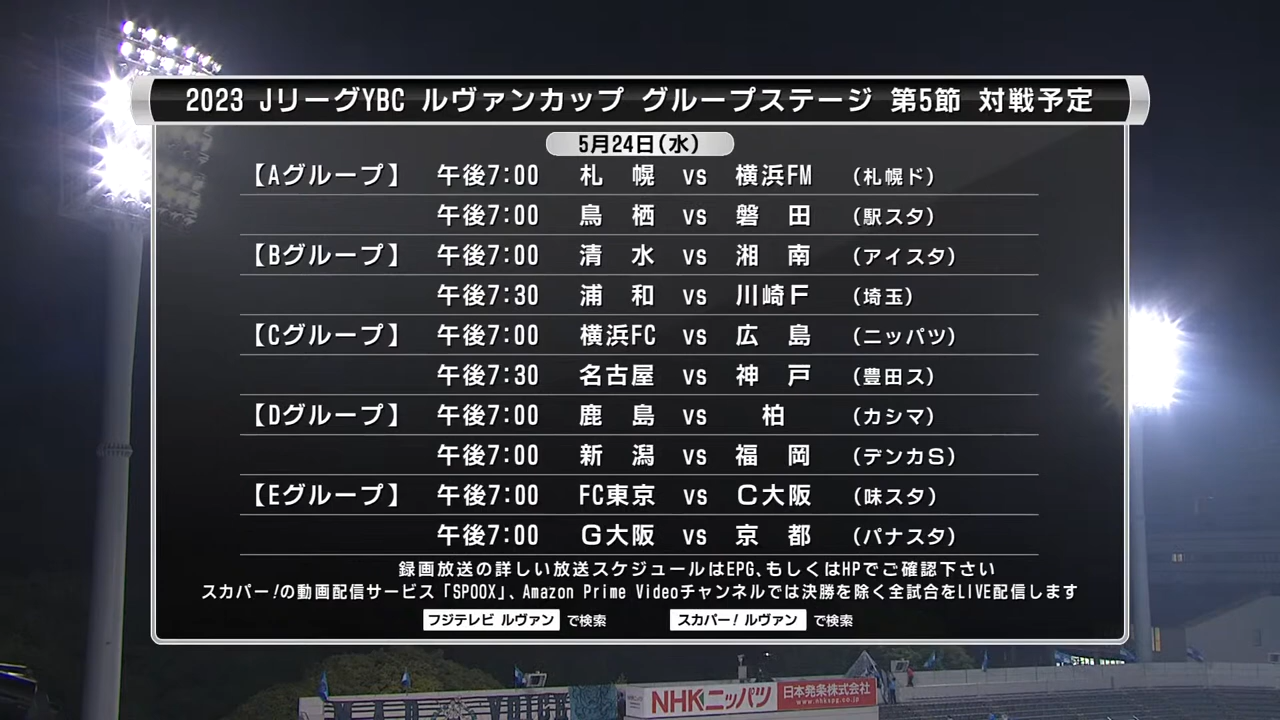 2023 JリーグYBC ルヴァンカップ グループステージ 第5節 対戦予定
5月24日(水)
【Aグループ】 午後7:00 札 幌 vs 横浜FM (札幌ド)
午後7:00 鳥 栖 vs 磐 田 (駅スタ)
【Bグループ】 午後7:00 清 水 vs 湘 南 (アイスタ)
午後7:30 浦 和 vs 川崎F (埼玉)
【Cグループ】 午後7:00 横浜FC vs 広 島 (ニッパツ)
午後7:30 名古屋 vs 神 戸 (豊田ス)
【Dグループ】 午後7:00 鹿 島 vs 柏 (カシマ)
午後7:00 新 潟 vs 福 岡 (デンカS)
【Eグループ】 午後7:00 FC東京 vs C大阪 (味スタ)
午後7:00 G大阪 vs 京 都 (パナスタ)
録画放送の詳しい放送スケジュールはEPG、もしくはHPでご確認下さい
スカパー!の動画配信サービス「SPOOX」、Amazon Prime Videoチャンネルでは決勝を除く全試合をLIVE配信します
フジテレビ ルヴァン で検索 スカパー! ルヴァン で検索
NHKニッパツ 日本発条株式会社
www.nhkspg.co.jp